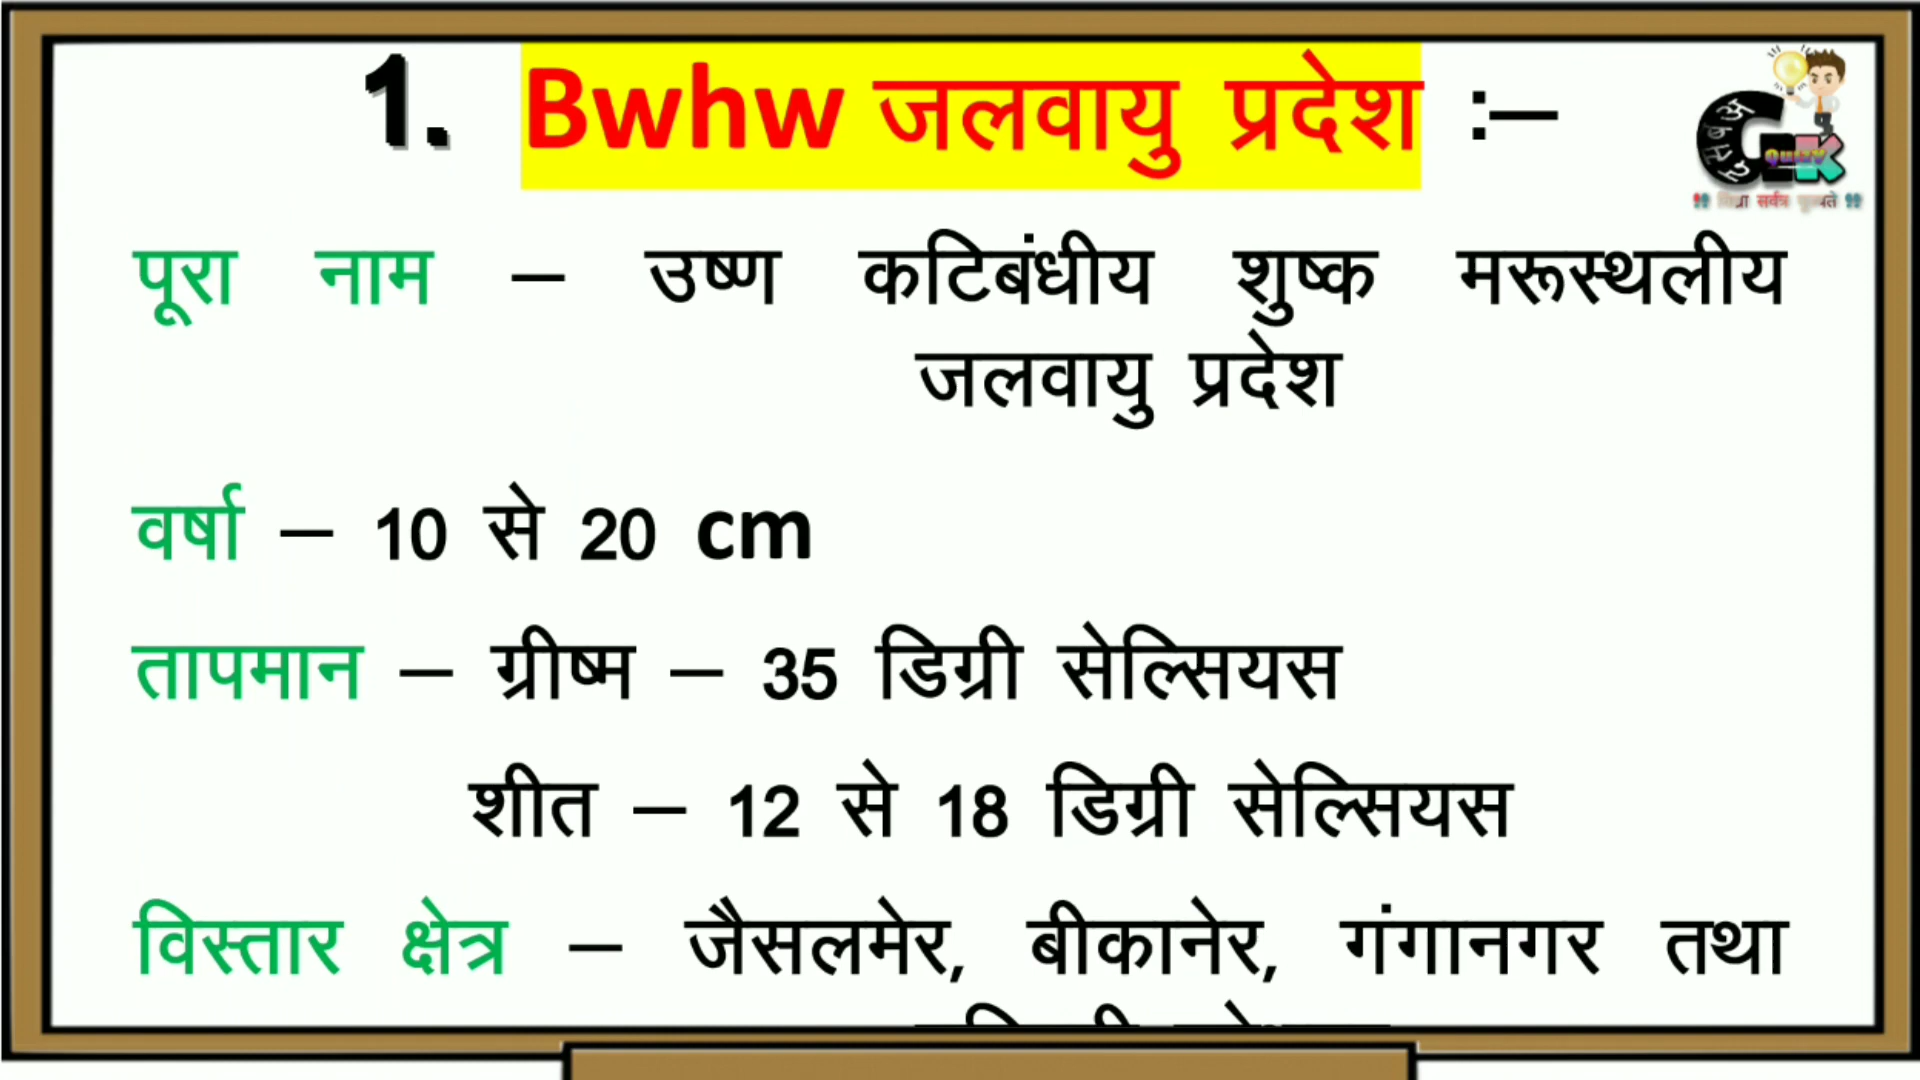 1. Bwhw जलवायु प्रदेश :–
पूरा नाम – उष्ण कटिबंधीय शुष्क मरूस्थलीय
जलवायु प्रदेश
वर्षा – 10 से 20 cm
तापमान – ग्रीष्म – 35 डिग्री सेल्सियस
शीत – 12 से 18 डिग्री सेल्सियस
विस्तार क्षेत्र – जैसलमेर, बीकानेर, गंगानगर तथा